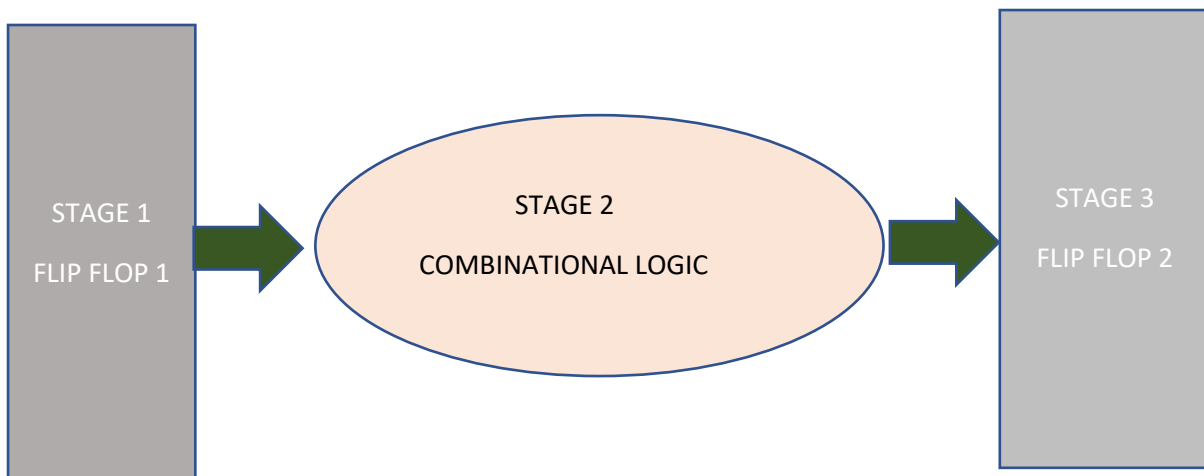 STAGE 1
FLIP FLOP 1
STAGE 2
COMBINATIONAL LOGIC
STAGE 3
FLIP FLOP 2